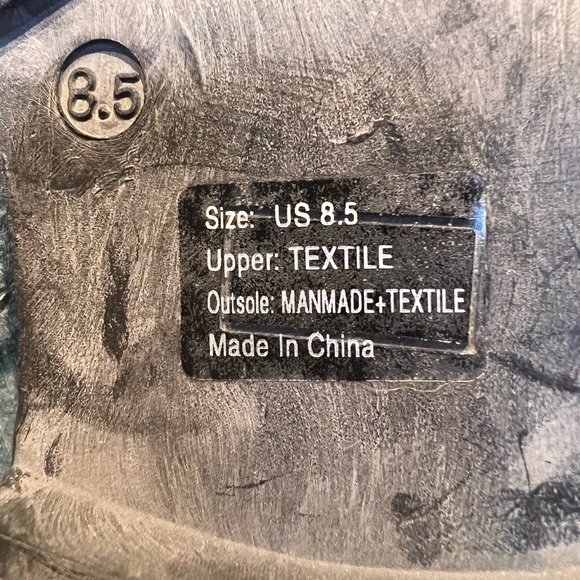 8.5
Size: US 8.5
Upper: TEXTILE
Outsole: MANMADE+TEXTILE
Made In China